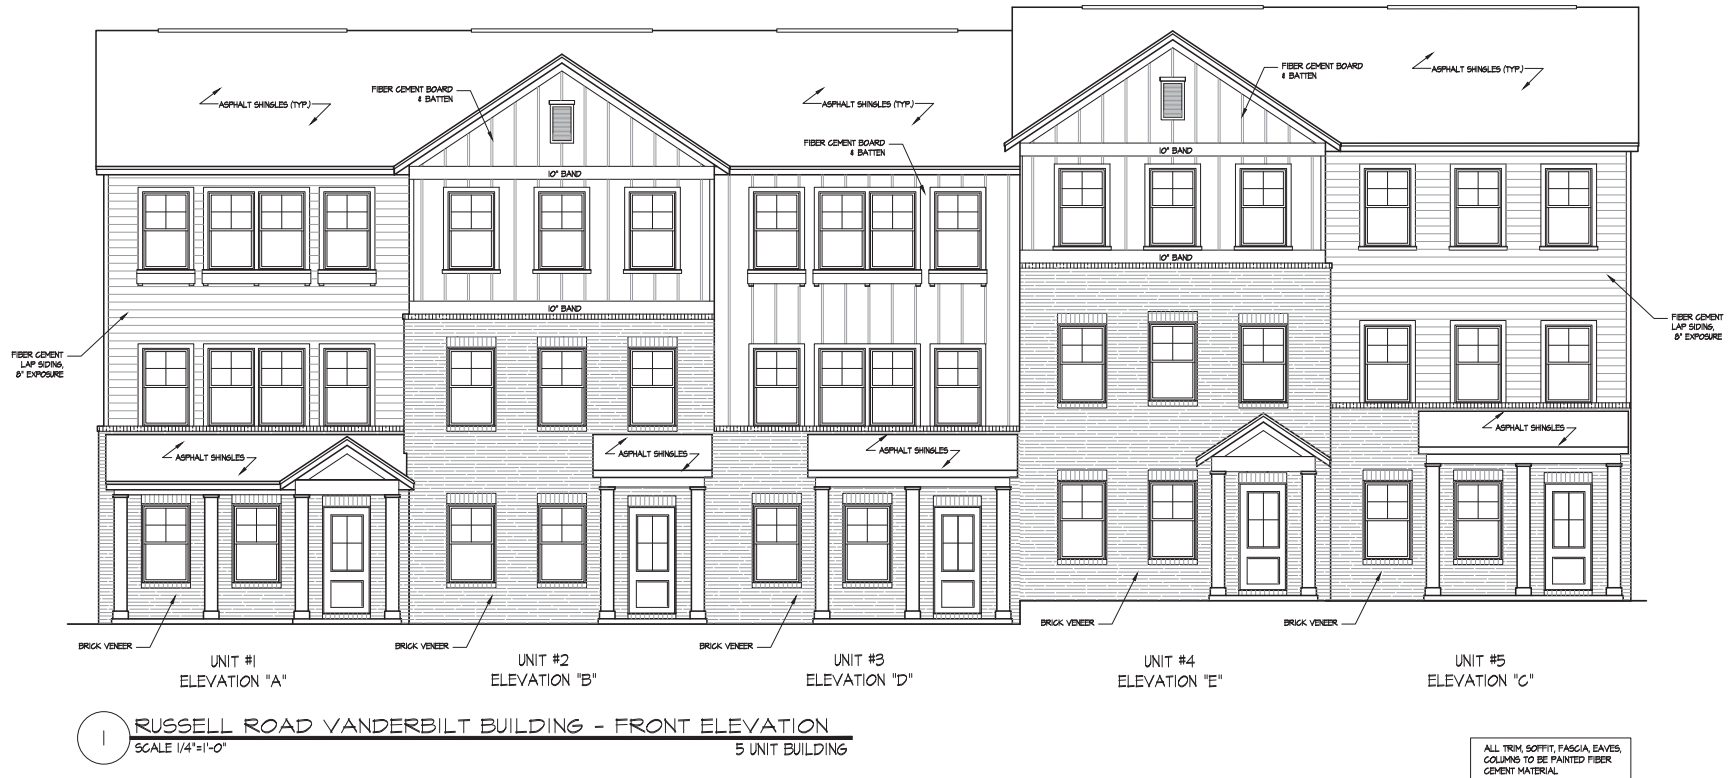 ASPHALT SHINGLES (TYP.)
FIBER CEMENT BOARD
& BATTEN
ASPHALT SHINGLES (TYP.)
FIBER CEMENT BOARD
& BATTEN
FIBER CEMENT BOARD
& BATTEN
ASPHALT SHINGLES (TYP.)
10" BAND
10" BAND
10" BAND
10" BAND
FIBER CEMENT
LAP SIDING,
8" EXPOSURE
FIBER CEMENT
LAP SIDING,
8" EXPOSURE
ASPHALT SHINGLES
ASPHALT SHINGLES
ASPHALT SHINGLES
ASPHALT SHINGLES
BRICK VENEER
BRICK VENEER
BRICK VENEER
BRICK VENEER
BRICK VENEER
UNIT #1
ELEVATION "A"
UNIT #2
ELEVATION "B"
UNIT #3
ELEVATION "D"
UNIT #4
ELEVATION "E"
UNIT #5
ELEVATION "C"
1
RUSSELL ROAD VANDERBILT BUILDING - FRONT ELEVATION
SCALE 1/4"=1'-0"
5 UNIT BUILDING
ALL TRIM, SOFFIT, FASCIA, EAVES,
COLUMNS TO BE PAINTED FIBER
CEMENT MATERIAL